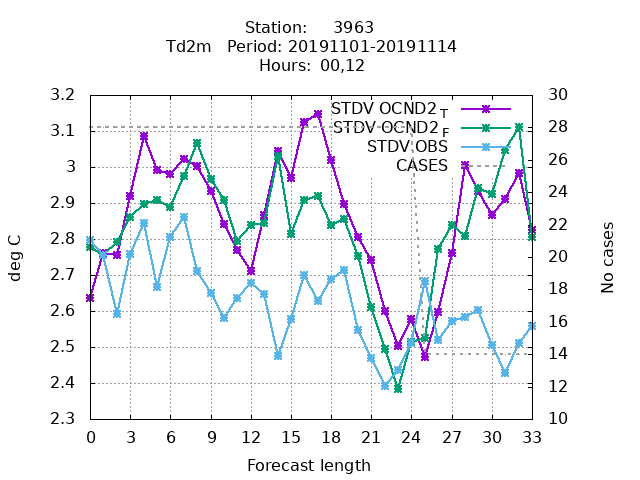 Station: 3963
Td2m Period: 20191101-20191114
Hours: 00,12
3.2
3.1
3
2.9
2.8
2.7
2.6
2.5
2.4
2.3
deg C
STDV OCND2 T
STDV OCND2 F
STDV OBS
CASES
30
28
26
24
22
20
18
16
14
12
10
No cases
0 3 6 9 12 15 18 21 24 27 30 33
Forecast length